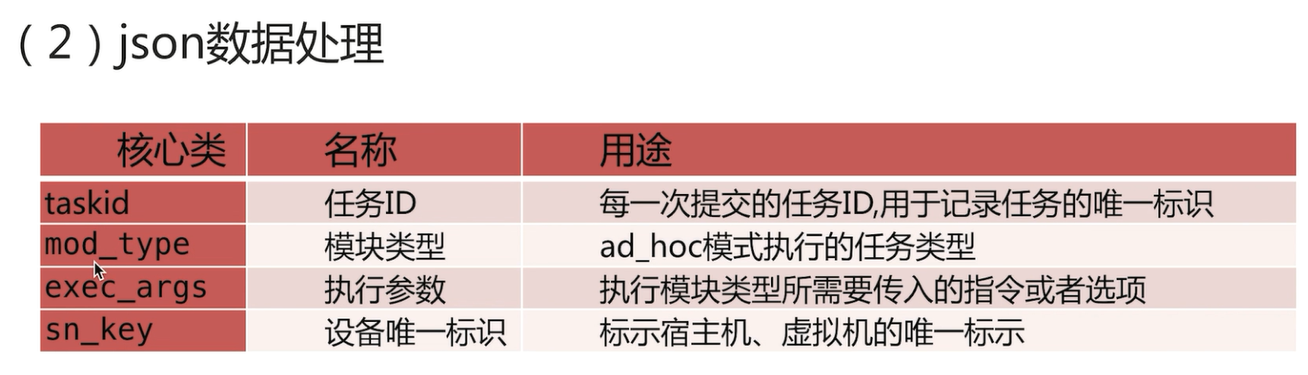 （2）json数据处理
核心类 名称 用途
taskid 任务ID 每一次提交的任务ID,用于记录任务的唯一标识
mod_type 模块类型 ad_hoc模式执行的任务类型
exec_args 执行参数 执行模块类型所需要传入的指令或者选项
sn_key 设备唯一标识 标示宿主机、虚拟机的唯一标示